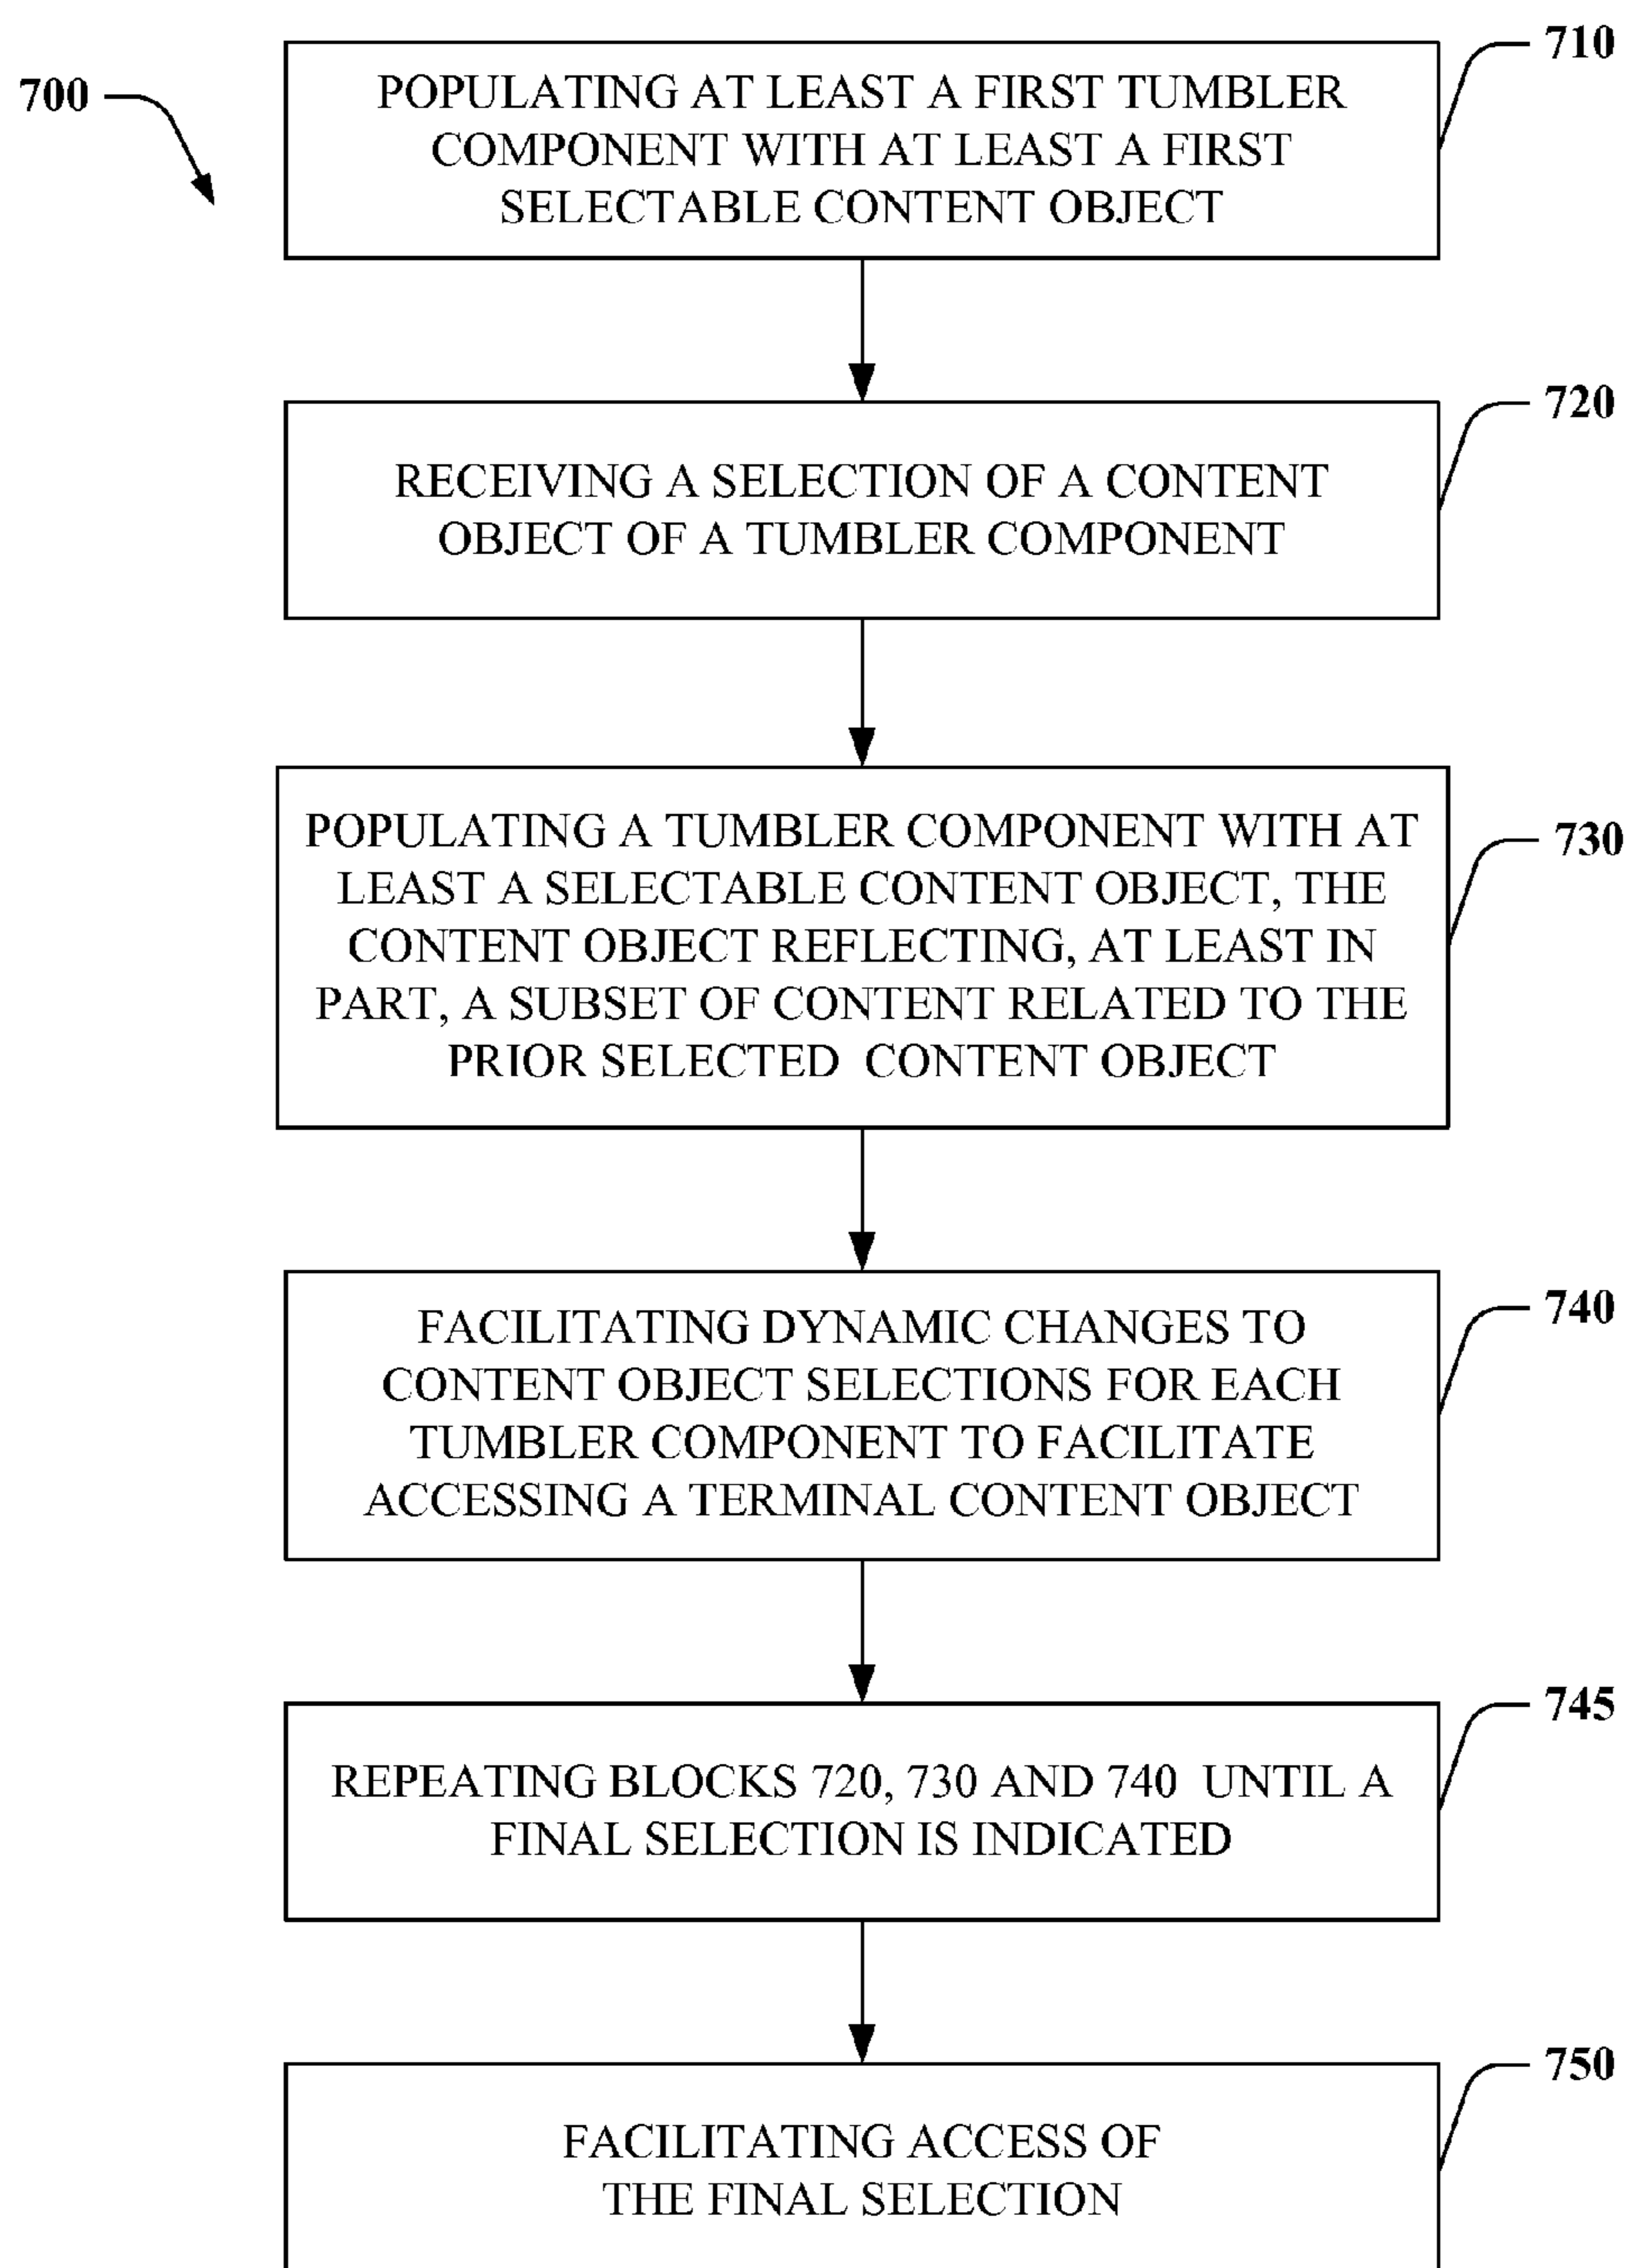 710
700
POPULATING AT LEAST A FIRST TUMBLER
COMPONENT WITH AT LEAST A FIRST
SELECTABLE CONTENT OBJECT
720
RECEIVING A SELECTION OF A CONTENT
OBJECT OF A TUMBLER COMPONENT
POPULATING A TUMBLER COMPONENT WITH AT
730
LEAST A SELECTABLE CONTENT OBJECT, THE
CONTENT OBJECT REFLECTING, AT LEAST IN
PART, A SUBSET OF CONTENT RELATED TO THE
PRIOR SELECTED CONTENT OBJECT
740
FACILITATING DYNAMIC CHANGES TO
CONTENT OBJECT SELECTIONS FOR EACH
TUMBLER COMPONENT TO FACILITATE
ACCESSING A TERMINAL CONTENT OBJECT
745
REPEATING BLOCKS 720, 730 AND 740 UNTIL A
FINAL SELECTION IS INDICATED
750
FACILITATING ACCESS OF
THE FINAL SELECTION